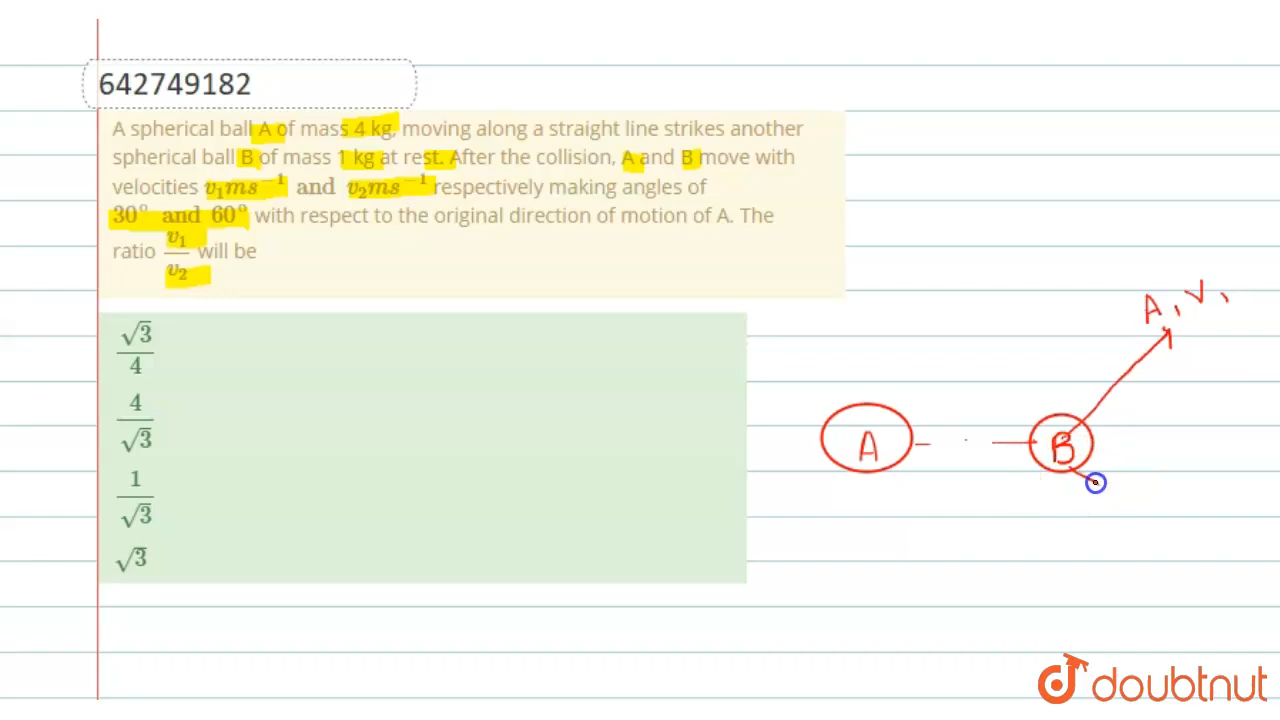 642749182
A spherical ball A of mass 4 kg, moving along a straight line strikes another
spherical ball B of mass 1 kg at rest. After the collision, A and B move with
velocities v₁ms⁻¹ and v₂ms⁻¹ respectively making angles of
30° and 60° with respect to the original direction of motion of A. The
ratio v₁/v₂ will be
√3/4
4/√3
1/√3
√3
A, V,
A
B
doubtnut